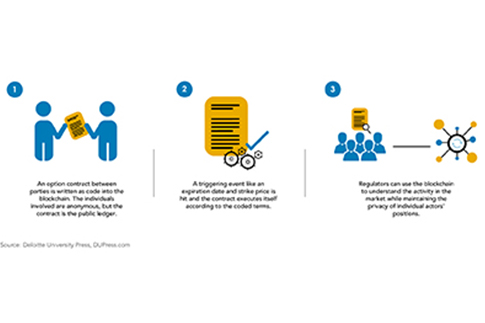 1
2
3
An option contract between
parties is written as code into the
blockchain. The individuals
involved are anonymous, but the
contract is the public ledger.
A triggering event like an
expiration date and strike price is
hit and the contract executes itself
according to the coded terms.
Regulators can use the blockchain
to understand the activity in the
market while maintaining the
privacy of individual actors'
positions.
Source: Deloitte University Press, DUPress.com